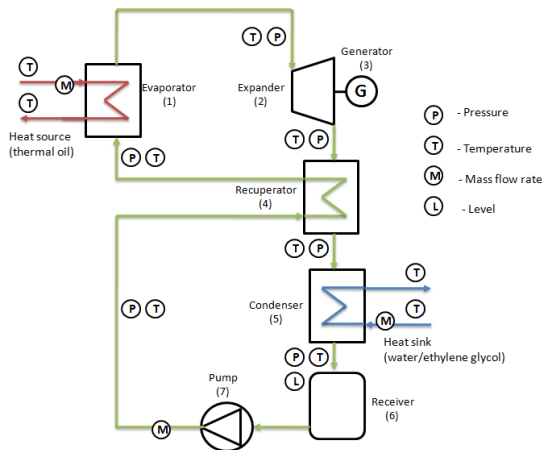 T P
Generator
(3)
T
M
Evaporator
(1)
Expander
(2)
G
T
Heat source
(thermal oil)
P T
T P
P - Pressure
T - Temperature
M - Mass flow rate
L - Level
Recuperator
(4)
T P
T
P T
Condenser
(5)
T
M
Heat sink
(water/ethylene glycol)
P T
L
Pump
(7)
Receiver
(6)
M